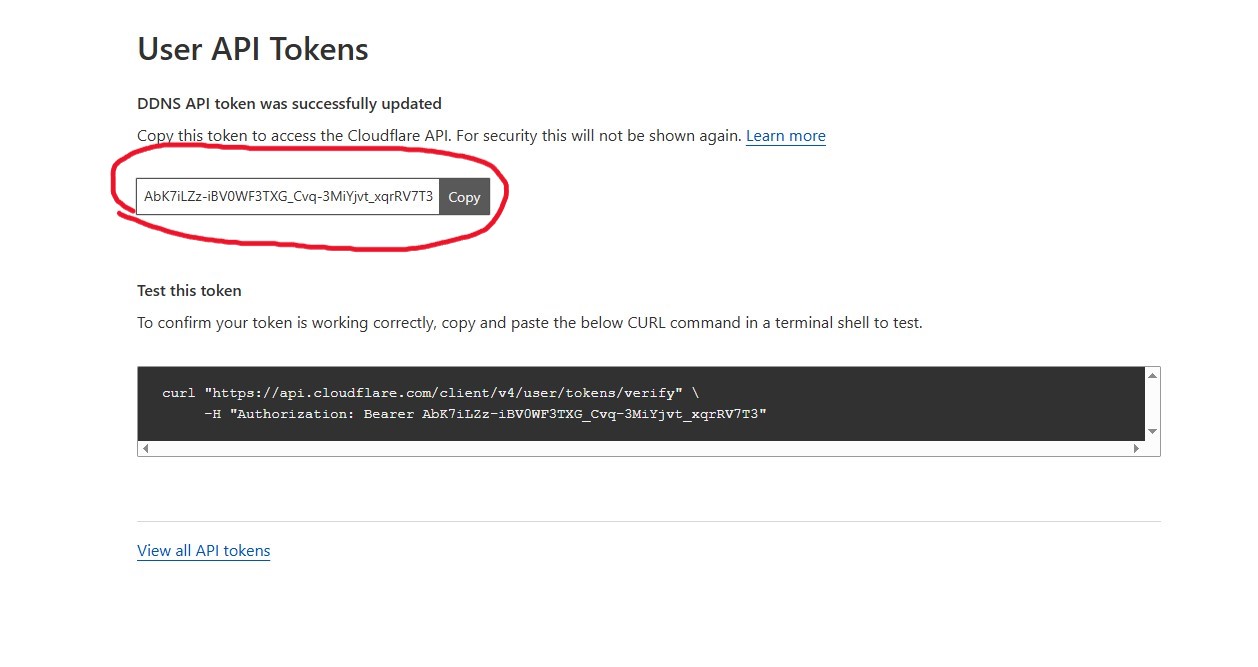 User API Tokens
DDNS API token was successfully updated
Copy this token to access the Cloudflare API. For security this will not be shown again. Learn more
AbK7iLZz-iBV0WF3TXG_Cvq-3MiYjvt_xqrRV7T3 Copy
Test this token
To confirm your token is working correctly, copy and paste the below CURL command in a terminal shell to test.
curl "https://api.cloudflare.com/client/v4/user/tokens/verify" \
-H "Authorization: Bearer AbK7iLZz-iBV0WF3TXG_Cvq-3MiYjvt_xqrRV7T3"
View all API tokens